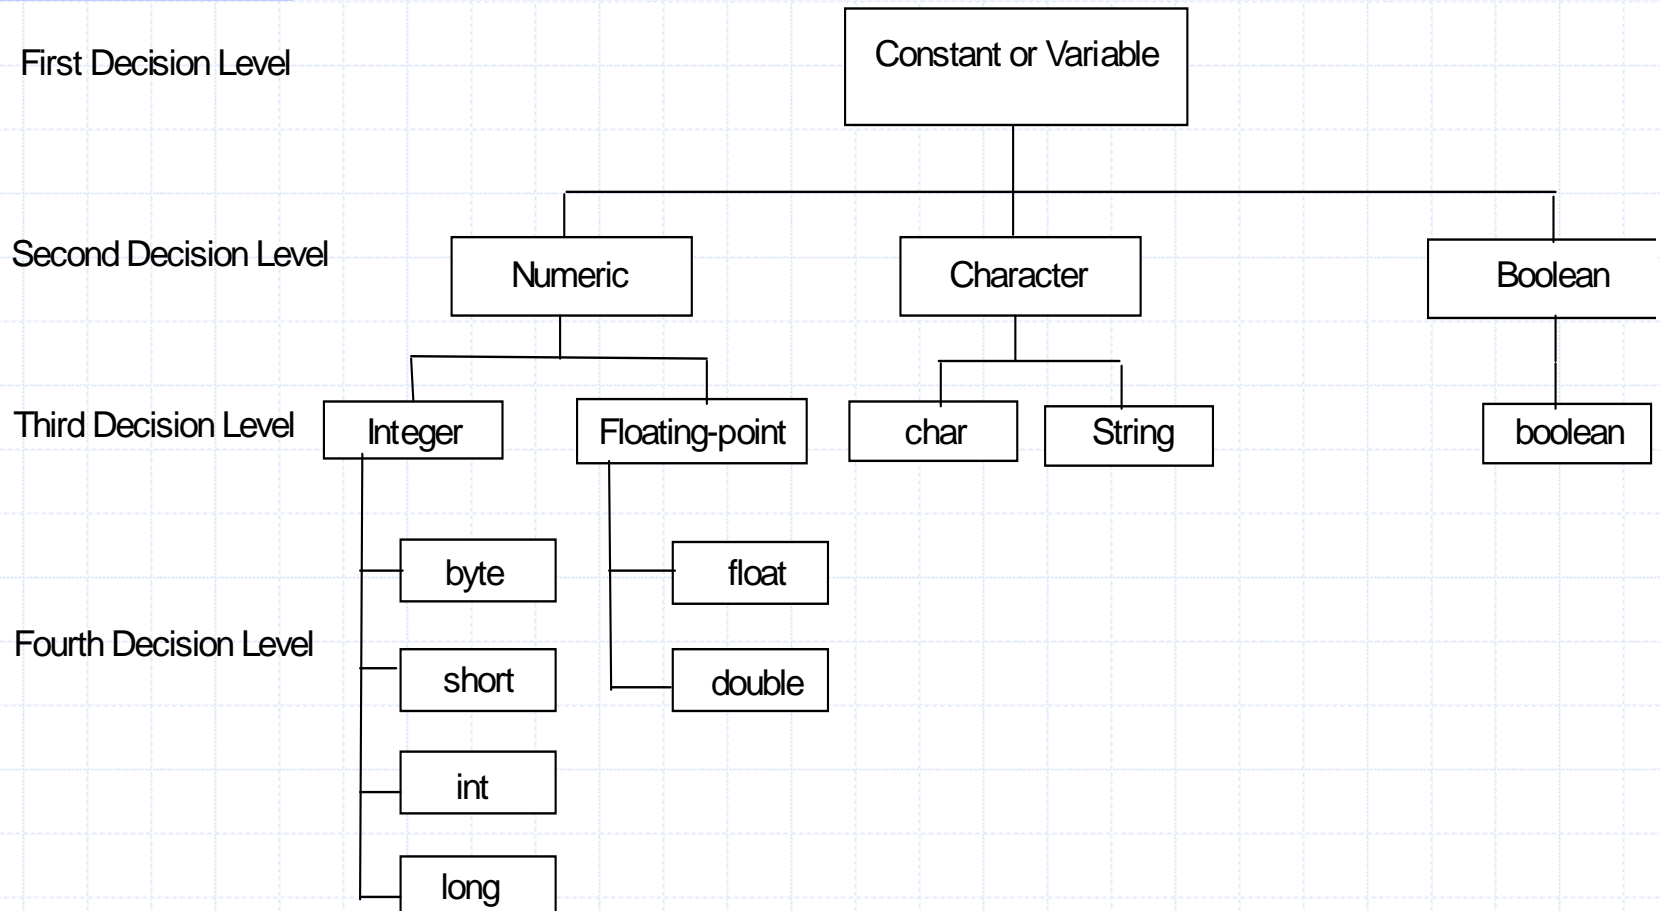 First Decision Level
Constant or Variable
Second Decision Level
Numeric
Character
Boolean
Third Decision Level
Integer
Floating-point
char
String
boolean
byte
float
Fourth Decision Level
short
double
int
long